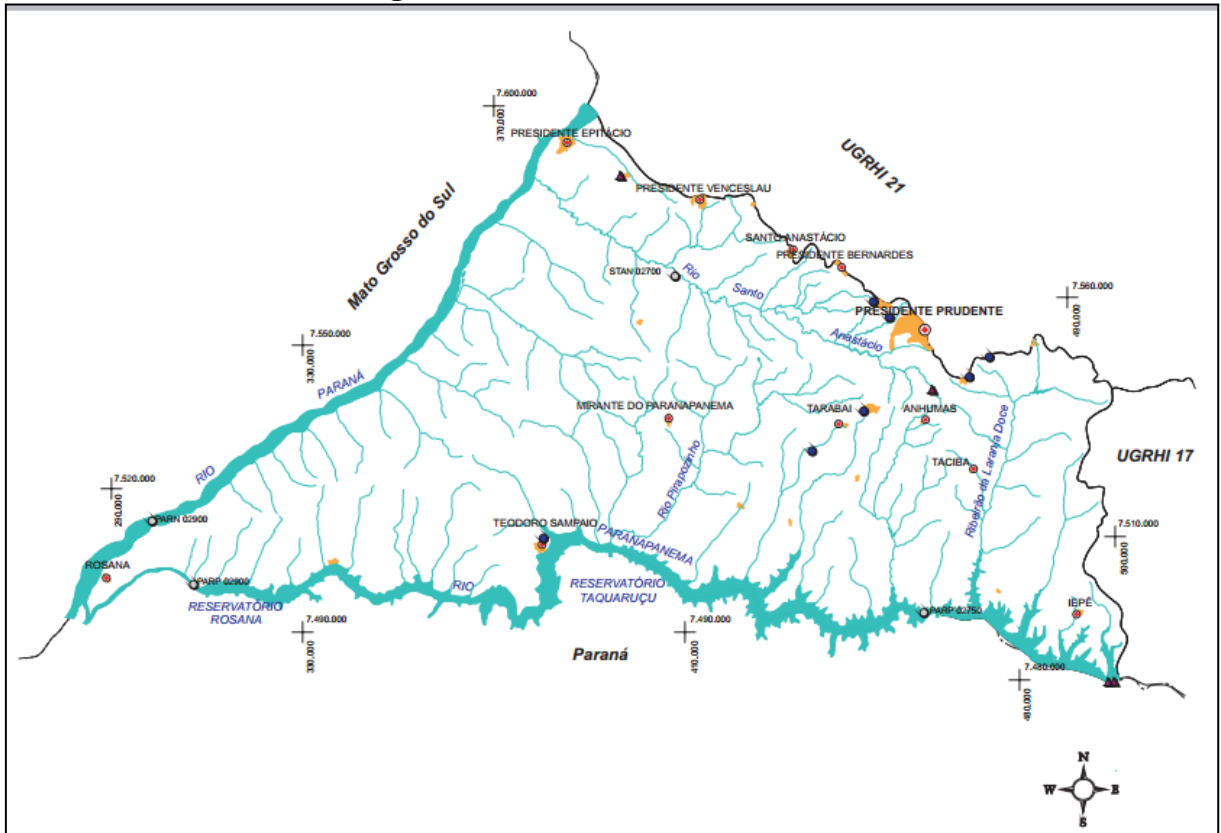 7.600.000
370.000
PRESIDENTE EPITÁCIO
UGRHI 21
PRESIDENTE VENCESLAU
Mato Grosso do Sul
SANTO ANASTÁCIO
PRESIDENTE BERNARDES
STAN 02700
Rio
Santo
Anastácio
7.560.000
490.000
PRESIDENTE PRUDENTE
7.550.000
330.000
PARANÁ
RIO
MIRANTE DO PARANAPANEMA
TARABAI
ANHUMAS
TACIBA
Rio Pirapozinho
Ribeirão da Laranja Doce
UGRHI 17
7.520.000
290.000
PARN 02900
TEODORO SAMPAIO
PARANAPANEMA
7.510.000
500.000
ROSANA
PARP 02900
RIO
RESERVATÓRIO
TAQUARUÇU
RESERVATÓRIO
ROSANA
PARP 02750
IEPÊ
7.490.000
330.000
7.490.000
410.000
Paraná
7.480.000
480.000
N
W
E
S